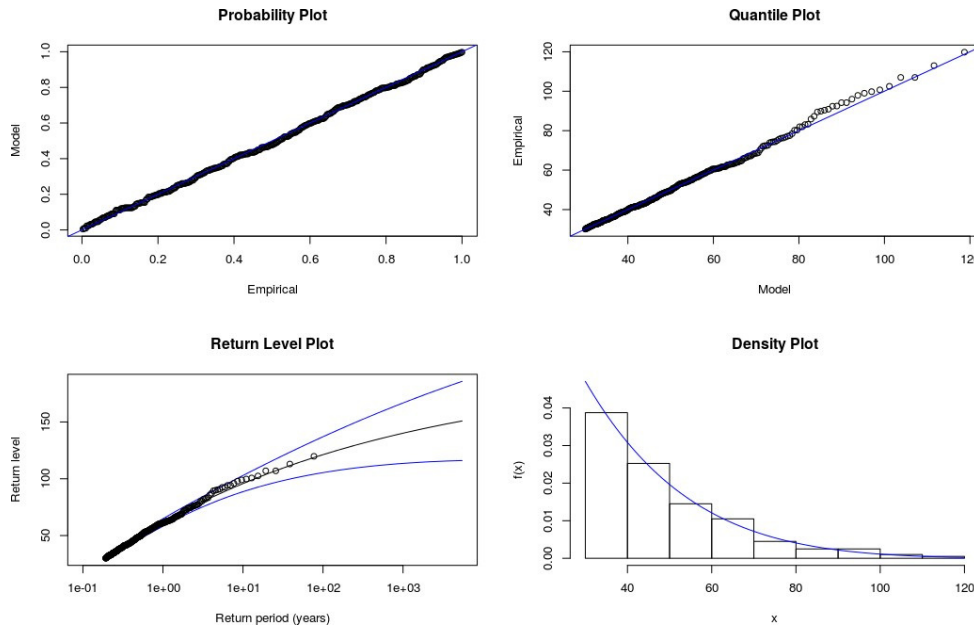 Probability Plot
Model
0.0 0.2 0.4 0.6 0.8 1.0
0.0 0.2 0.4 0.6 0.8 1.0
Empirical
Quantile Plot
Empirical
40 60 80 100 120
40 60 80 100 120
Model
Return Level Plot
Return level
50 100 150
1e-01 1e+00 1e+01 1e+02 1e+03
Return period (years)
Density Plot
f(x)
0.00 0.01 0.02 0.03 0.04
40 60 80 100 120
x